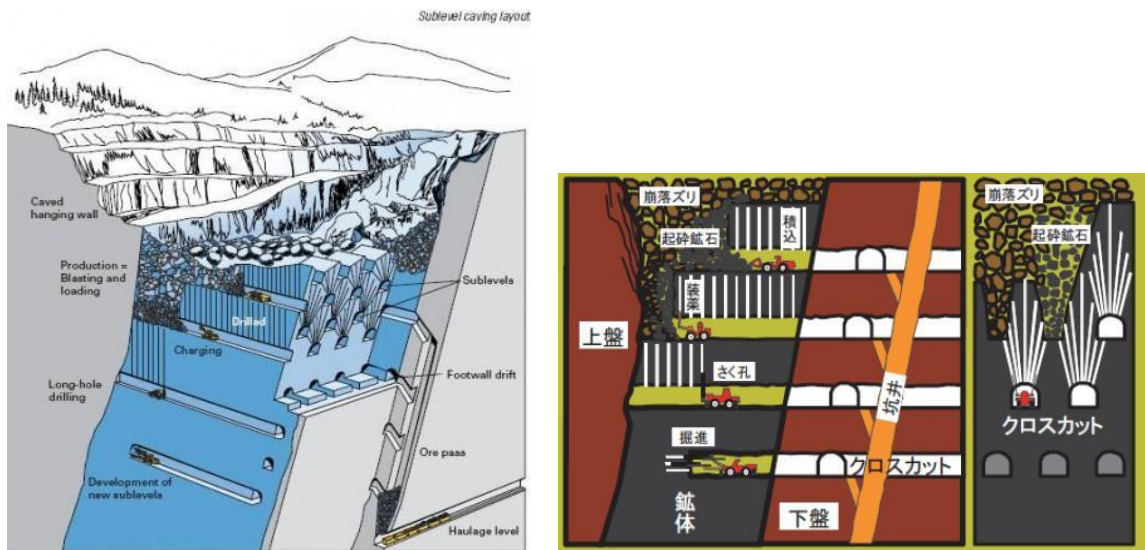 Sublevel caving layout
Caved
hanging wall
Production =
Blasting and
loading
Sublevels
Drilled
Charging
Footwall drift
Long-hole
drilling
Ore pass
Development of
new sublevels
Haulage level
崩落ズリ
積込
起砕鉱石
装薬
上盤
さく孔
坑井
掘進
クロスカット
鉱体
下盤
崩落ズリ
起砕鉱石
クロスカット